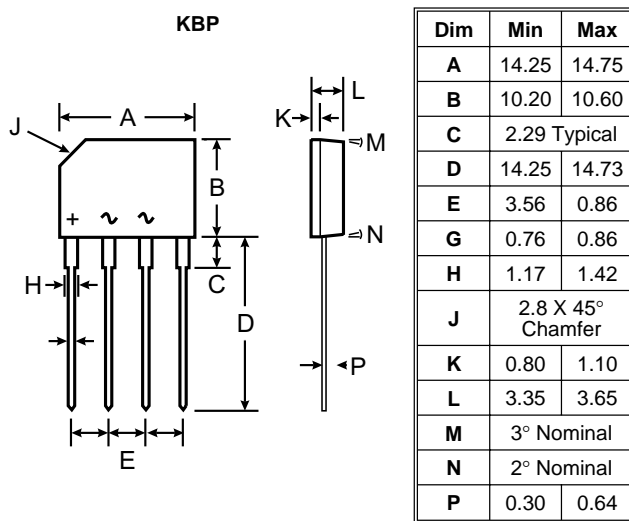 KBP
L
K
A
J
M
B
+ ~ ~
N
H
C
D
P
E
Dim Min Max
A 14.25 14.75
B 10.20 10.60
C 2.29 Typical
D 14.25 14.73
E 3.56 0.86
G 0.76 0.86
H 1.17 1.42
J 2.8 X 45°
Chamfer
K 0.80 1.10
L 3.35 3.65
M 3° Nominal
N 2° Nominal
P 0.30 0.64